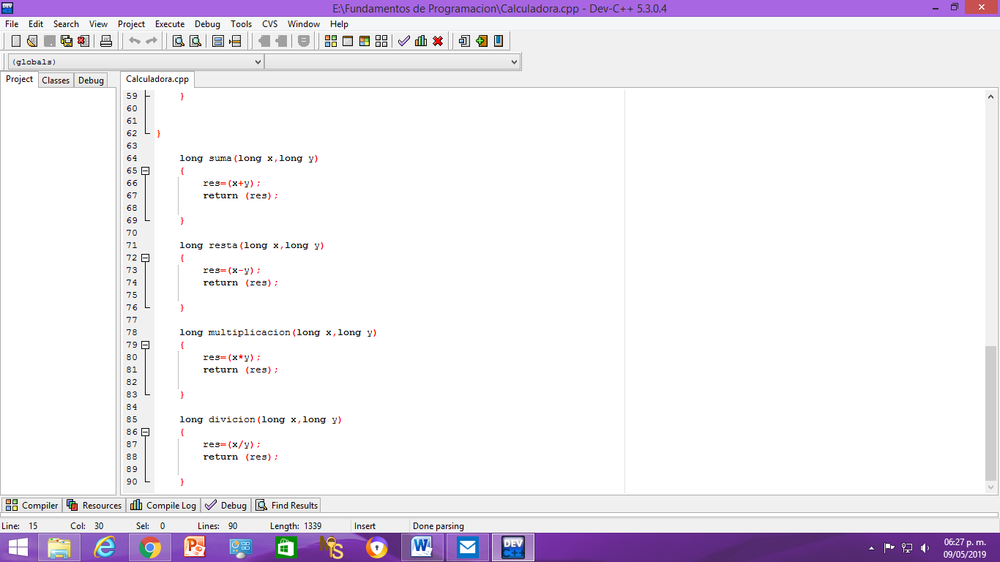 E:\Fundamentos de Programacion\Calculadora.cpp - Dev-C++ 5.3.0.4
File Edit Search View Project Execute Debug Tools CVS Window Help
(globals)
Project Classes Debug Calculadora.cpp
59 }
60
61
62 }
63
64 long suma(long x,long y)
65 {
66 res=(x+y);
67 return (res);
68
69 }
70
71 long resta(long x,long y)
72 {
73 res=(x-y);
74 return (res);
75
76 }
77
78 long multiplicacion(long x,long y)
79 {
80 res=(x*y);
81 return (res);
82
83 }
84
85 long divicion(long x,long y)
86 {
87 res=(x/y);
88 return (res);
89
90 }
Compiler Resources Compile Log Debug Find Results
Line: 15 Col: 30 Sel: 0 Lines: 90 Length: 1339 Insert Done parsing
06:27 p. m.
09/05/2019